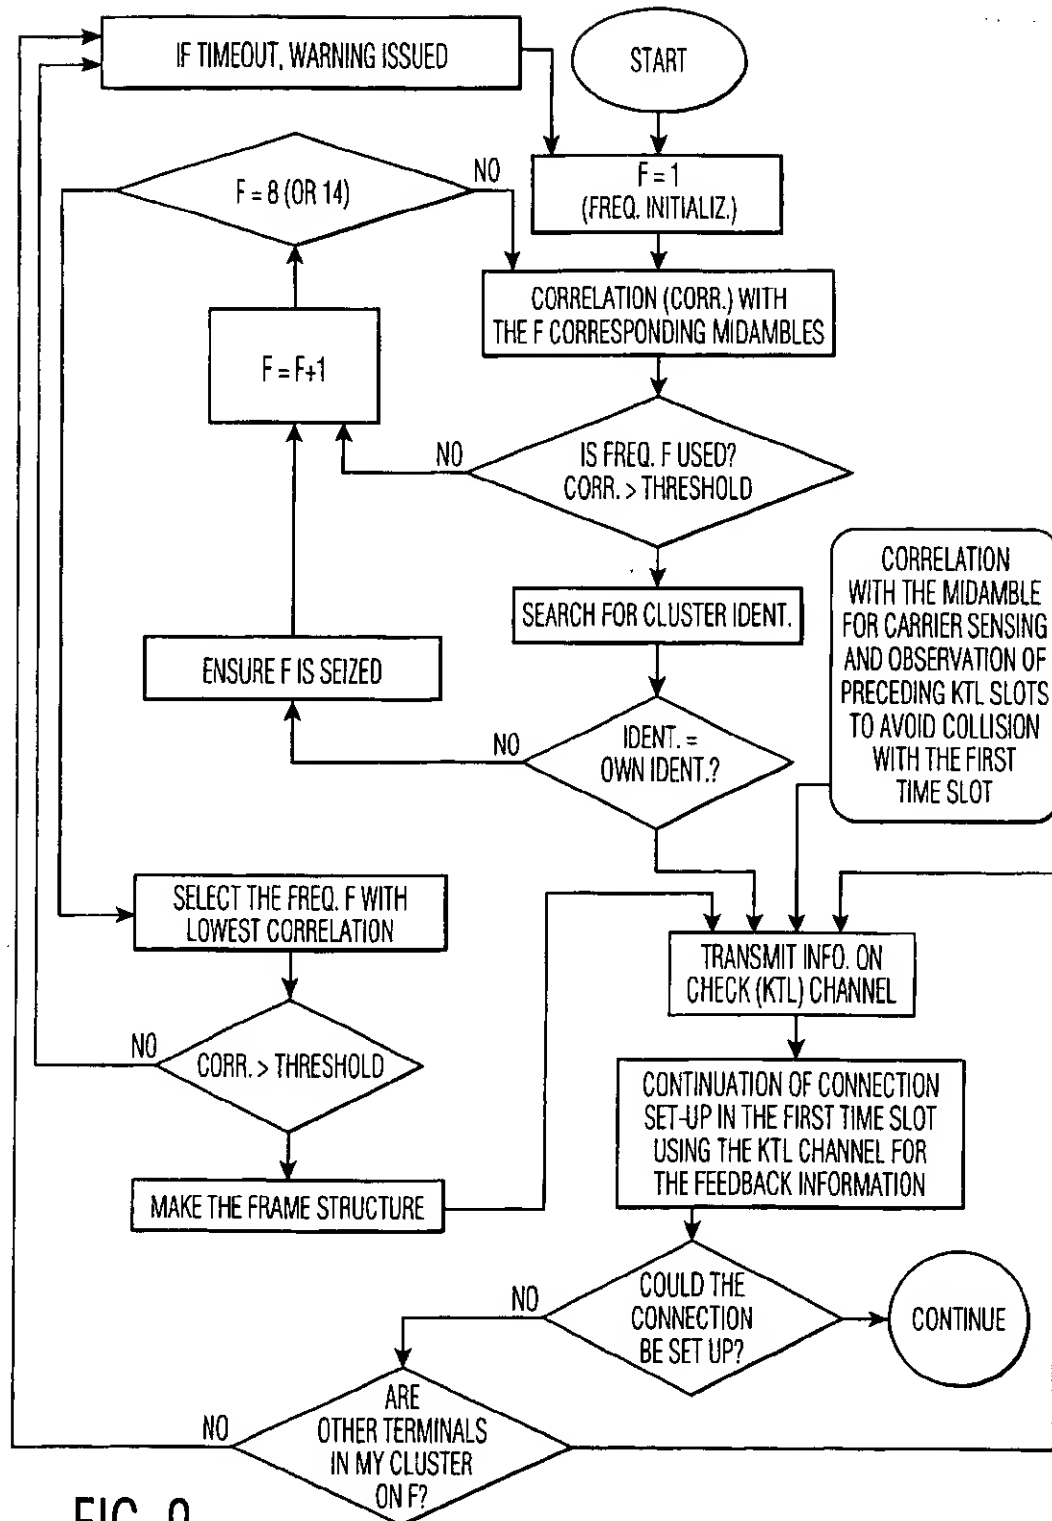 IF TIMEOUT, WARNING ISSUED
START
F = 8 (OR 14)
NO
F = 1
(FREQ. INITIALIZ.)
CORRELATION (CORR.) WITH
THE F CORRESPONDING MIDAMBLES
F = F+1
NO
IS FREQ. F USED?
CORR. > THRESHOLD
SEARCH FOR CLUSTER IDENT.
CORRELATION
WITH THE MIDAMBLE
FOR CARRIER SENSING
AND OBSERVATION OF
PRECEDING KTL SLOTS
TO AVOID COLLISION
WITH THE FIRST
TIME SLOT
ENSURE F IS SEIZED
NO
IDENT. =
OWN IDENT.?
SELECT THE FREQ. F WITH
LOWEST CORRELATION
TRANSMIT INFO. ON
CHECK (KTL) CHANNEL
NO
CORR. > THRESHOLD
CONTINUATION OF CONNECTION
SET-UP IN THE FIRST TIME SLOT
USING THE KTL CHANNEL FOR
THE FEEDBACK INFORMATION
MAKE THE FRAME STRUCTURE
NO
COULD THE
CONNECTION
BE SET UP?
CONTINUE
NO
ARE
OTHER TERMINALS
IN MY CLUSTER
ON F?
FIG. 9